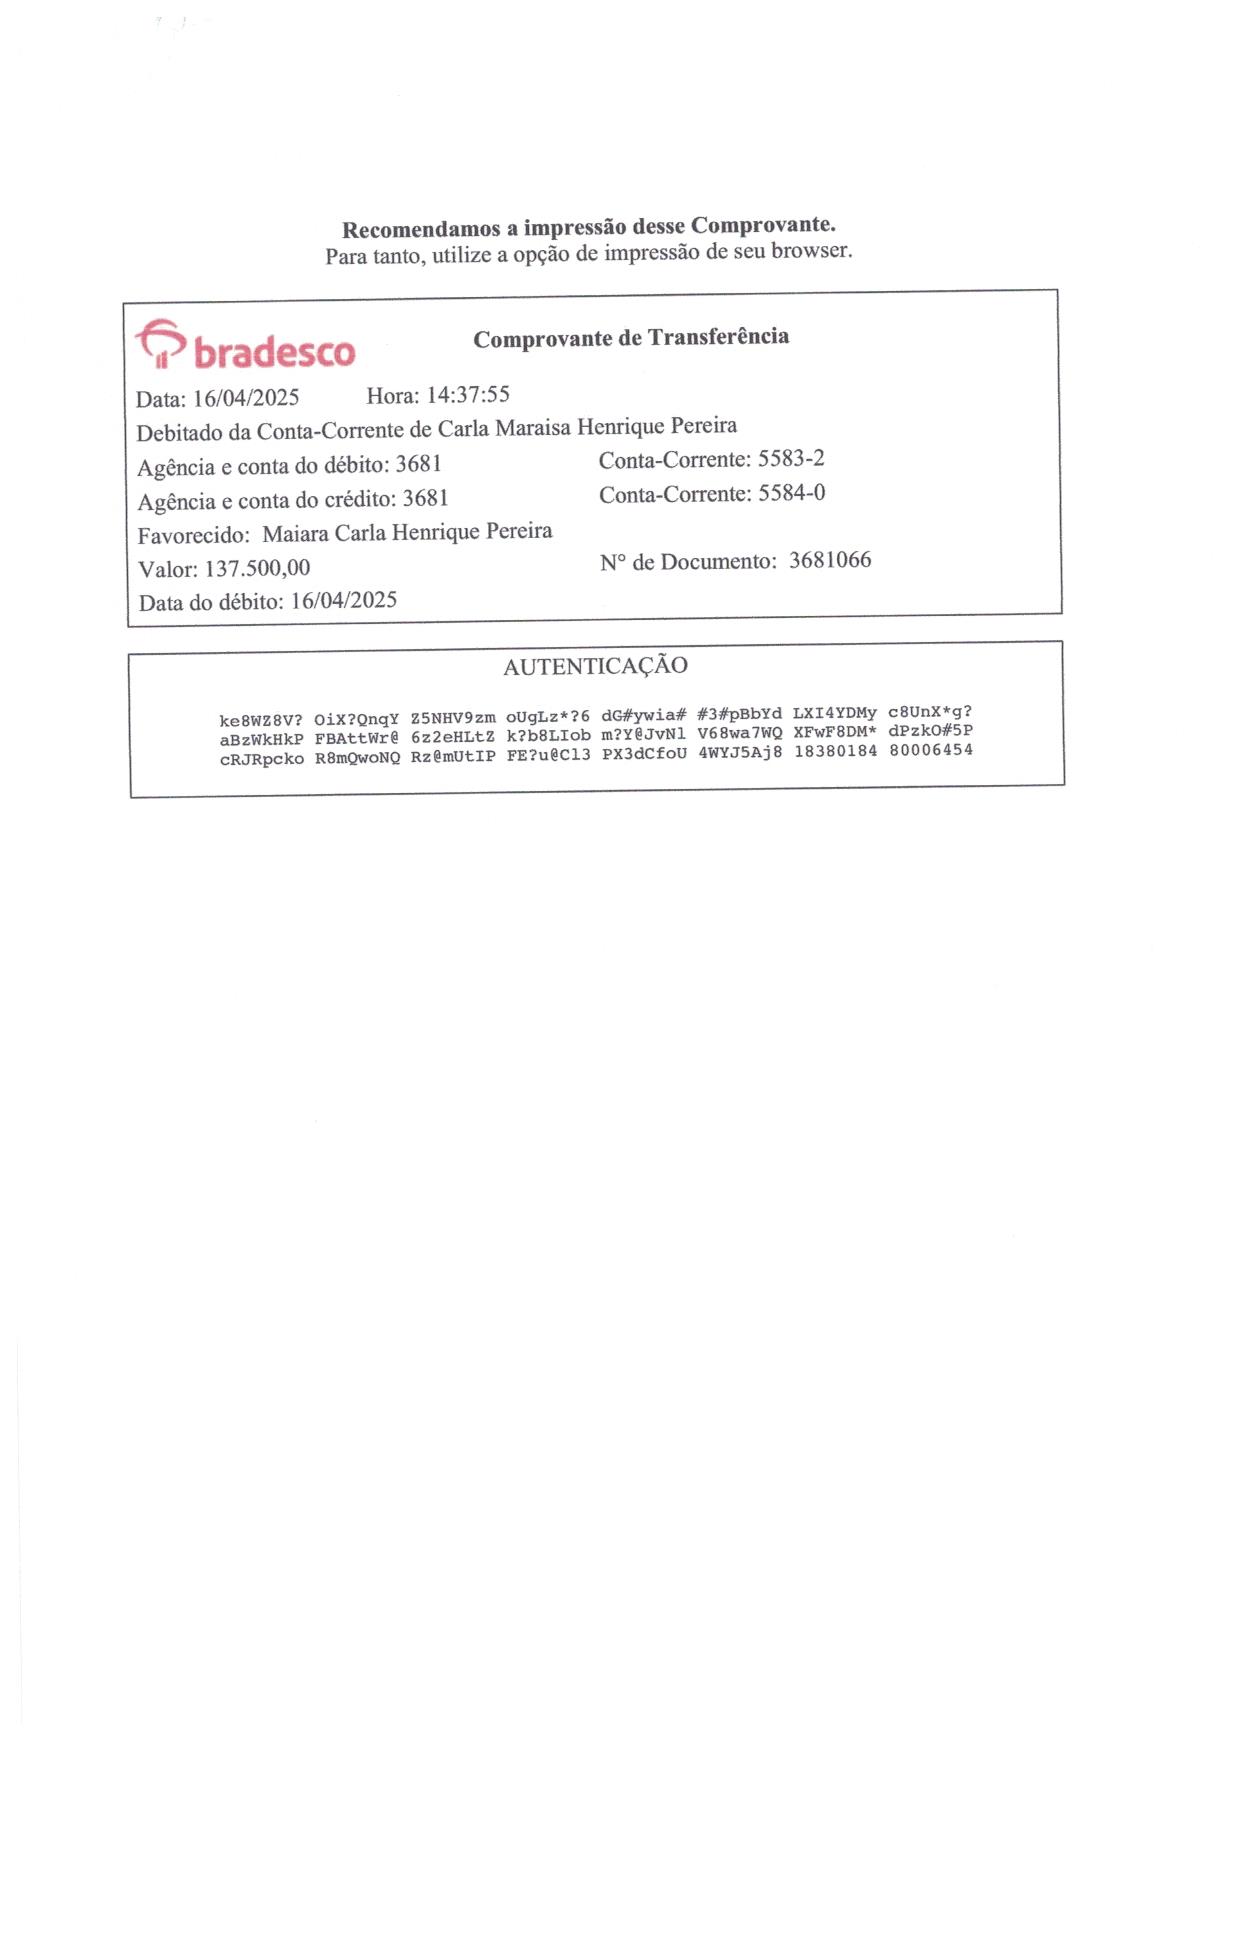 Recomendamos a impressão desse Comprovante.
Para tanto, utilize a opção de impressão de seu browser.
bradesco
Comprovante de Transferência
Data: 16/04/2025 Hora: 14:37:55
Debitado da Conta-Corrente de Carla Maraisa Henrique Pereira
Agência e conta do débito: 3681 Conta-Corrente: 5583-2
Agência e conta do crédito: 3681 Conta-Corrente: 5584-0
Favorecido: Maiara Carla Henrique Pereira
Valor: 137.500,00 N° de Documento: 3681066
Data do débito: 16/04/2025
AUTENTICAÇÃO
ke8WZ8V? OiX?QnqY Z5NHV9zm oUgLz*?6 dG#ywia# #3#pBbYd LXI4YDMy c8UnX*g?
aBzWkHkP FBAttWr@ 6z2eHLtZ k?b8LIob m?Y@JvNl V68wa7WQ XFwF8DM* dPzkO#5P
cRJRpcko R8mQwoNQ Rz@mUtIP FE?u@Cl3 PX3dCfoU 4WYJ5Aj8 18380184 80006454